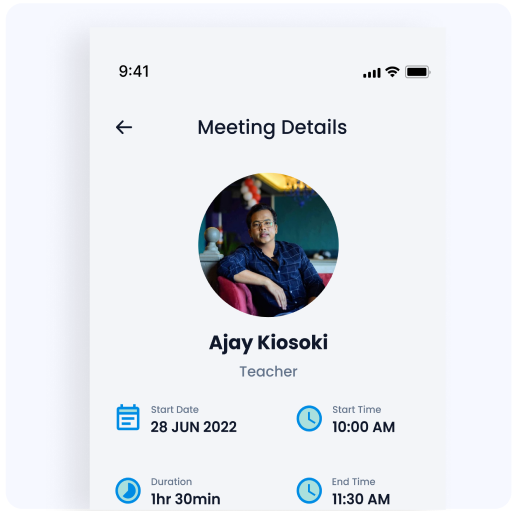 9:41
Meeting Details
Ajay Kiosoki
Teacher
Start Date
28 JUN 2022
Start Time
10:00 AM
Duration
1hr 30min
End Time
11:30 AM